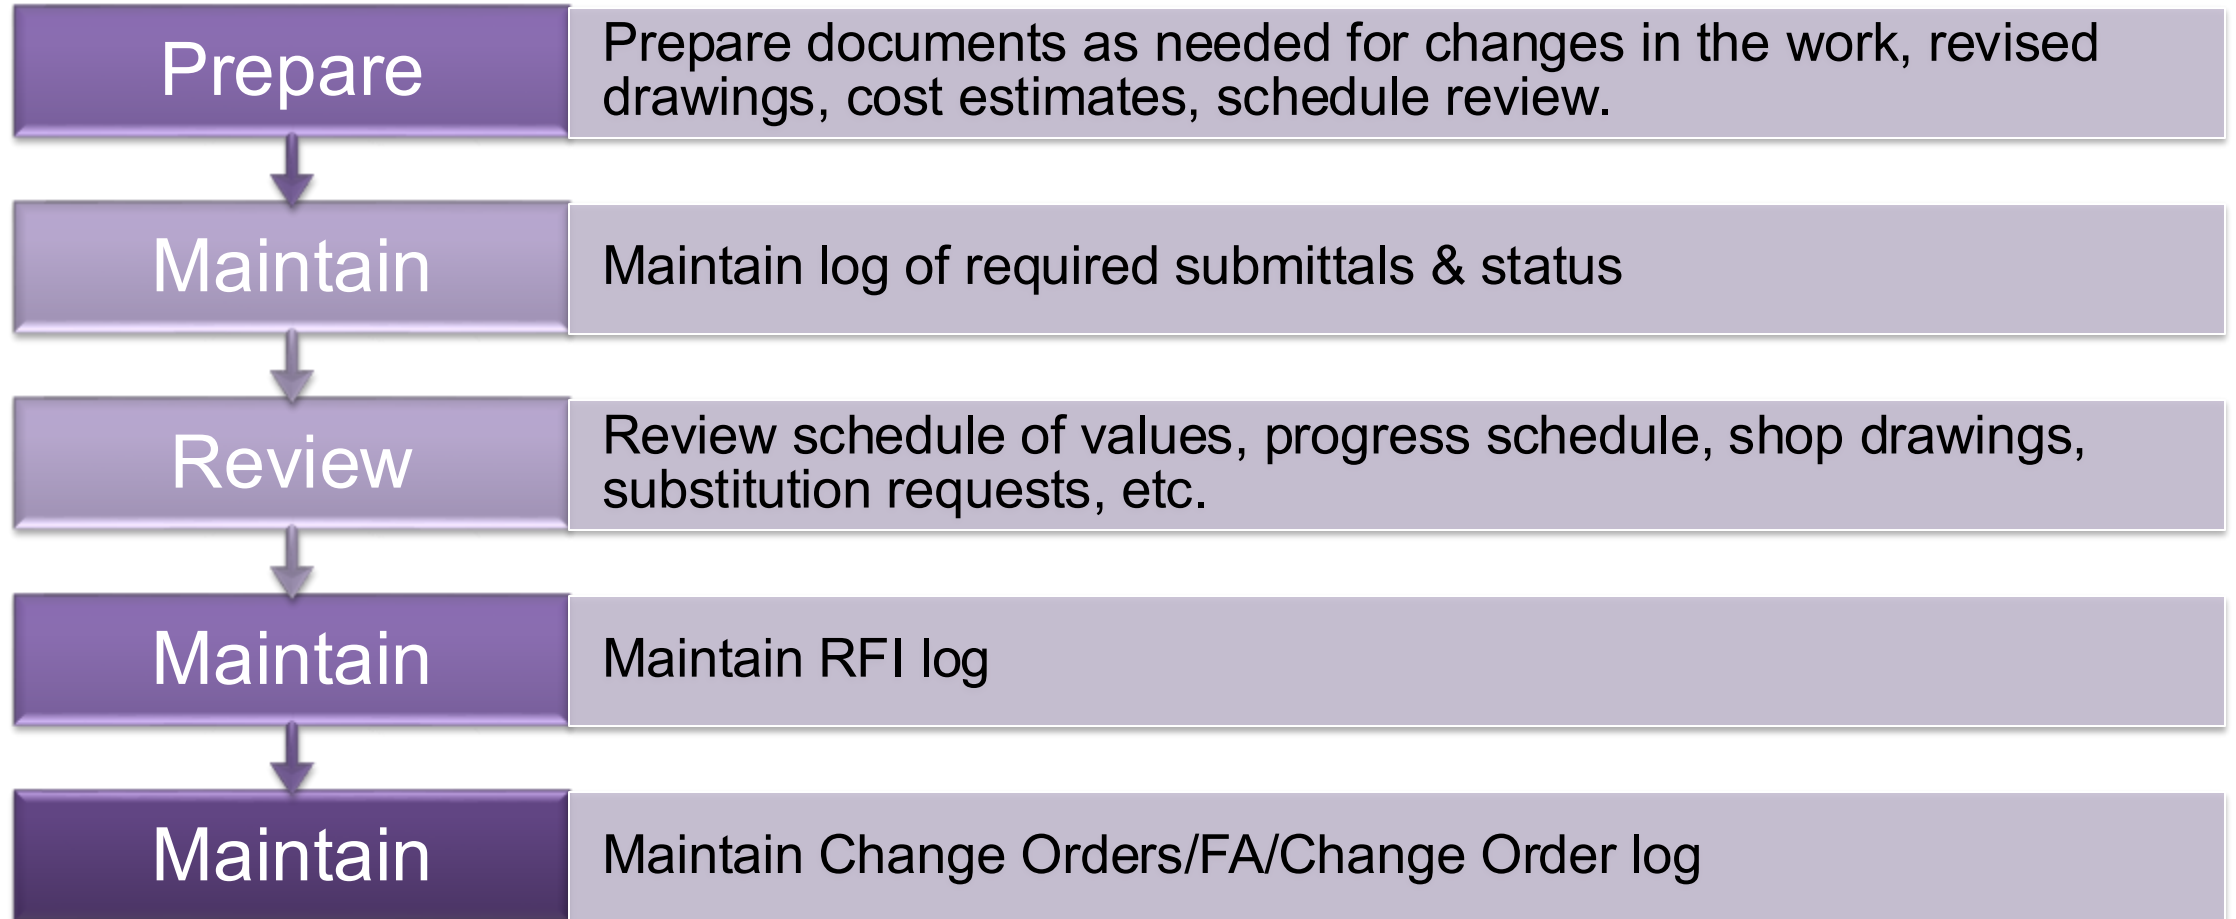 Prepare
Prepare documents as needed for changes in the work, revised
drawings, cost estimates, schedule review.
Maintain
Maintain log of required submittals & status
Review
Review schedule of values, progress schedule, shop drawings,
substitution requests, etc.
Maintain
Maintain RFI log
Maintain
Maintain Change Orders/FA/Change Order log